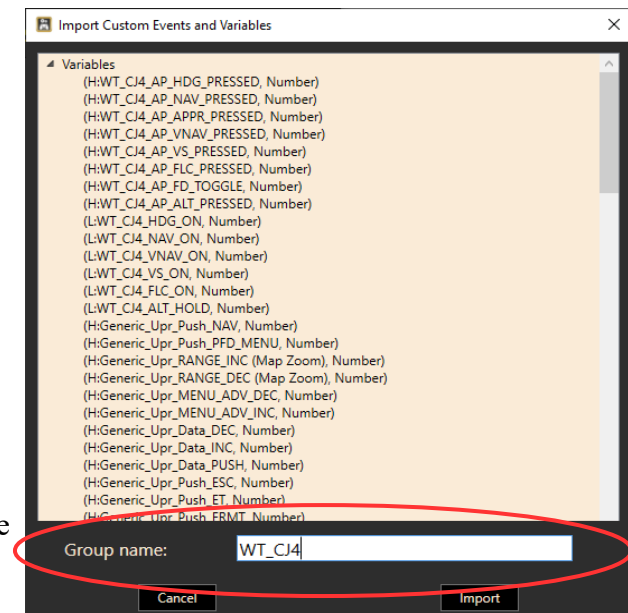 Import Custom Events and Variables
Variables
(H:WT_CJ4_AP_HDG_PRESSED, Number)
(H:WT_CJ4_AP_NAV_PRESSED, Number)
(H:WT_CJ4_AP_APPR_PRESSED, Number)
(H:WT_CJ4_AP_VNAV_PRESSED, Number)
(H:WT_CJ4_AP_VS_PRESSED, Number)
(H:WT_CJ4_AP_FLC_PRESSED, Number)
(H:WT_CJ4_AP_FD_TOGGLE, Number)
(H:WT_CJ4_AP_ALT_PRESSED, Number)
(L:WT_CJ4_HDG_ON, Number)
(L:WT_CJ4_NAV_ON, Number)
(L:WT_CJ4_VNAV_ON, Number)
(L:WT_CJ4_VS_ON, Number)
(L:WT_CJ4_FLC_ON, Number)
(L:WT_CJ4_ALT_HOLD, Number)
(H:Generic_Upr_Push_NAV, Number)
(H:Generic_Upr_Push_PFD_MENU, Number)
(H:Generic_Upr_RANGE_INC (Map Zoom), Number)
(H:Generic_Upr_RANGE_DEC (Map Zoom), Number)
(H:Generic_Upr_MENU_ADV_DEC, Number)
(H:Generic_Upr_MENU_ADV_INC, Number)
(H:Generic_Upr_Data_DEC, Number)
(H:Generic_Upr_Data_INC, Number)
(H:Generic_Upr_Data_PUSH, Number)
(H:Generic_Upr_Push_ESC, Number)
(H:Generic_Upr_Push_ET, Number)
(H:Generic_Upr_Push_FRMT, Number)
e
Group name: WT_CJ4
Cancel Import